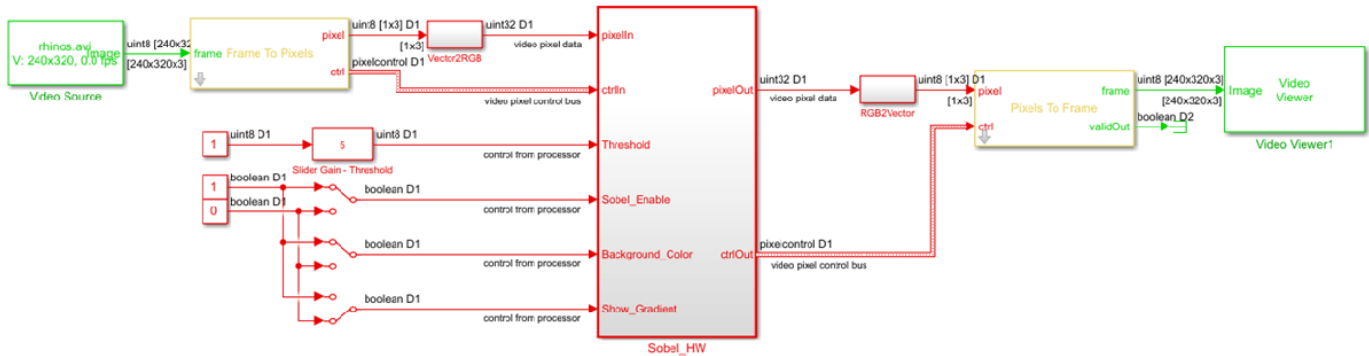 rhinos.avi
V: 240x320, 0.0 fps
Image
Video Source
uint8 [240x32
[240x320x3]
frame
Frame To Pixels
pixel
ctrl
uint8 [1x3] D1
[1x3]
pixelcontrol D1
Vector2RGB
uint32 D1
video pixel data
video pixel control bus
1
uint8 D1
5
Slider Gain - Threshold
uint8 D1
control from processor
1
boolean D1
0
boolean D1
boolean D1
control from processor
boolean D1
control from processor
boolean D1
control from processor
pixelIn
ctrlIn
Threshold
Sobel_Enable
Background_Color
Show_Gradient
pixelOut
ctrlOut
Sobel_HW
uint32 D1
video pixel data
RGB2Vector
uint8 [1x3] D1
[1x3]
pixelcontrol D1
video pixel control bus
pixel
ctrl
Pixels To Frame
frame
validOut
uint8 [240x320x3]
[240x320x3]
boolean D2
Image
Video
Viewer
Video Viewer1